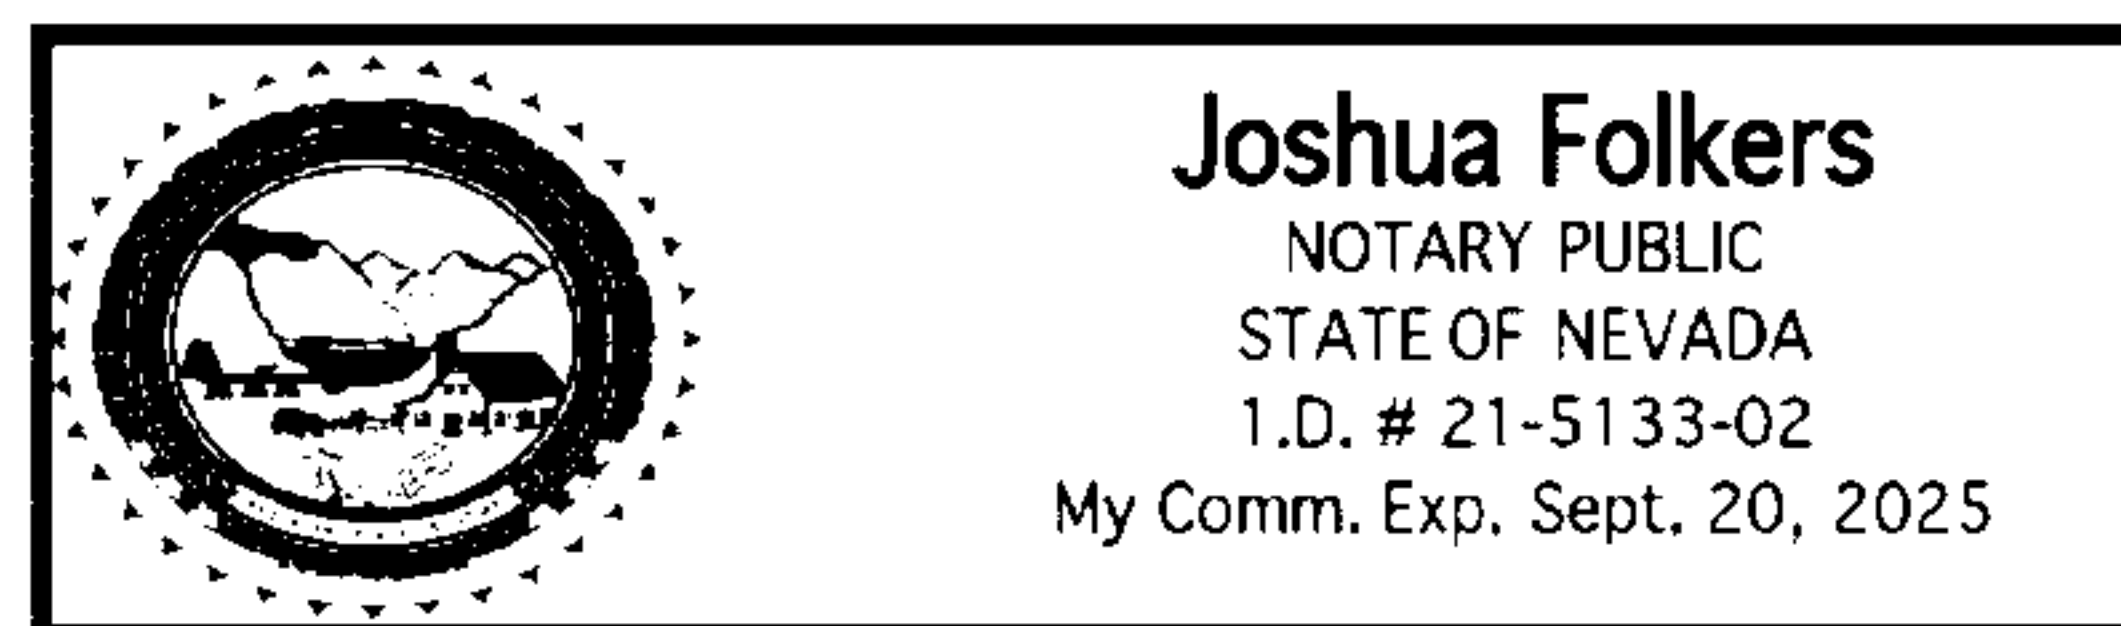 Joshua Folkers
NOTARY PUBLIC
STATE OF NEVADA
1.D. # 21-5133-02
My Comm. Exp. Sept. 20, 2025